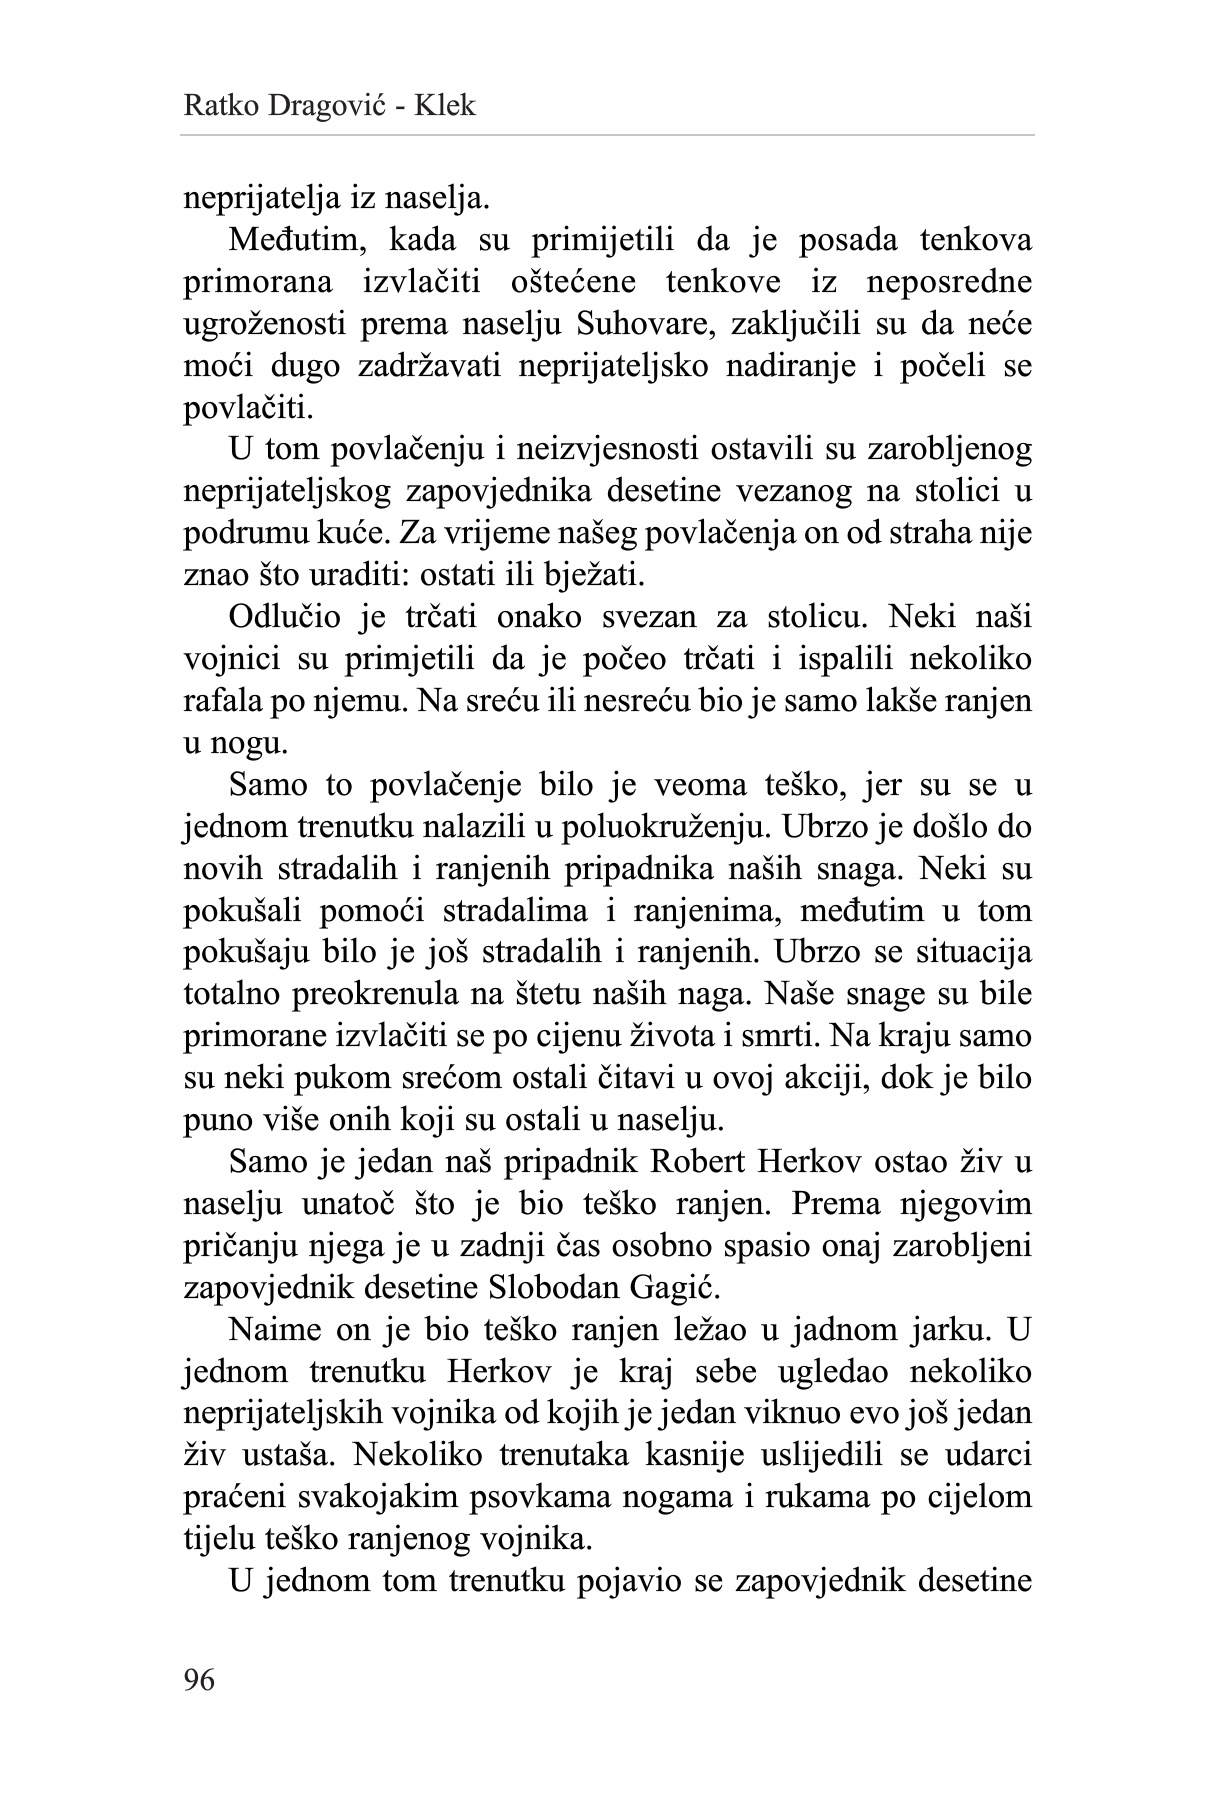 Ratko Dragović - Klek
neprijatelja iz naselja.
Međutim, kada su primijetili da je posada tenkova
primorana izvlačiti oštećene tenkove iz neposredne
ugroženosti prema naselju Suhovare, zaključili su da neće
moći dugo zadržavati neprijateljsko nadiranje i počeli se
povlačiti.
U tom povlačenju i neizvjesnosti ostavili su zarobljenog
neprijateljskog zapovjednika desetine vezanog na stolici u
podrumu kuće. Za vrijeme našeg povlačenja on od straha nije
znao što uraditi: ostati ili bježati.
Odlučio je trčati onako svezan za stolicu. Neki naši
vojnici su primjetili da je počeo trčati i ispalili nekoliko
rafala po njemu. Na sreću ili nesreću bio je samo lakše ranjen
u nogu.
Samo to povlačenje bilo je veoma teško, jer su se u
jednom trenutku nalazili u poluokruženju. Ubrzo je došlo do
novih stradalih i ranjenih pripadnika naših snaga. Neki su
pokušali pomoći stradalima i ranjenima, međutim u tom
pokušaju bilo je još stradalih i ranjenih. Ubrzo se situacija
totalno preokrenula na štetu naših naga. Naše snage su bile
primorane izvlačiti se po cijenu života i smrti. Na kraju samo
su neki pukom srećom ostali čitavi u ovoj akciji, dok je bilo
puno više onih koji su ostali u naselju.
Samo je jedan naš pripadnik Robert Herkov ostao živ u
naselju unatoč što je bio teško ranjen. Prema njegovim
pričanju njega je u zadnji čas osobno spasio onaj zarobljeni
zapovjednik desetine Slobodan Gagić.
Naime on je bio teško ranjen ležao u jadnom jarku. U
jednom trenutku Herkov je kraj sebe ugledao nekoliko
neprijateljskih vojnika od kojih je jedan viknuo evo još jedan
živ ustaša. Nekoliko trenutaka kasnije uslijedili se udarci
praćeni svakojakim psovkama nogama i rukama po cijelom
tijelu teško ranjenog vojnika.
U jednom tom trenutku pojavio se zapovjednik desetine
96